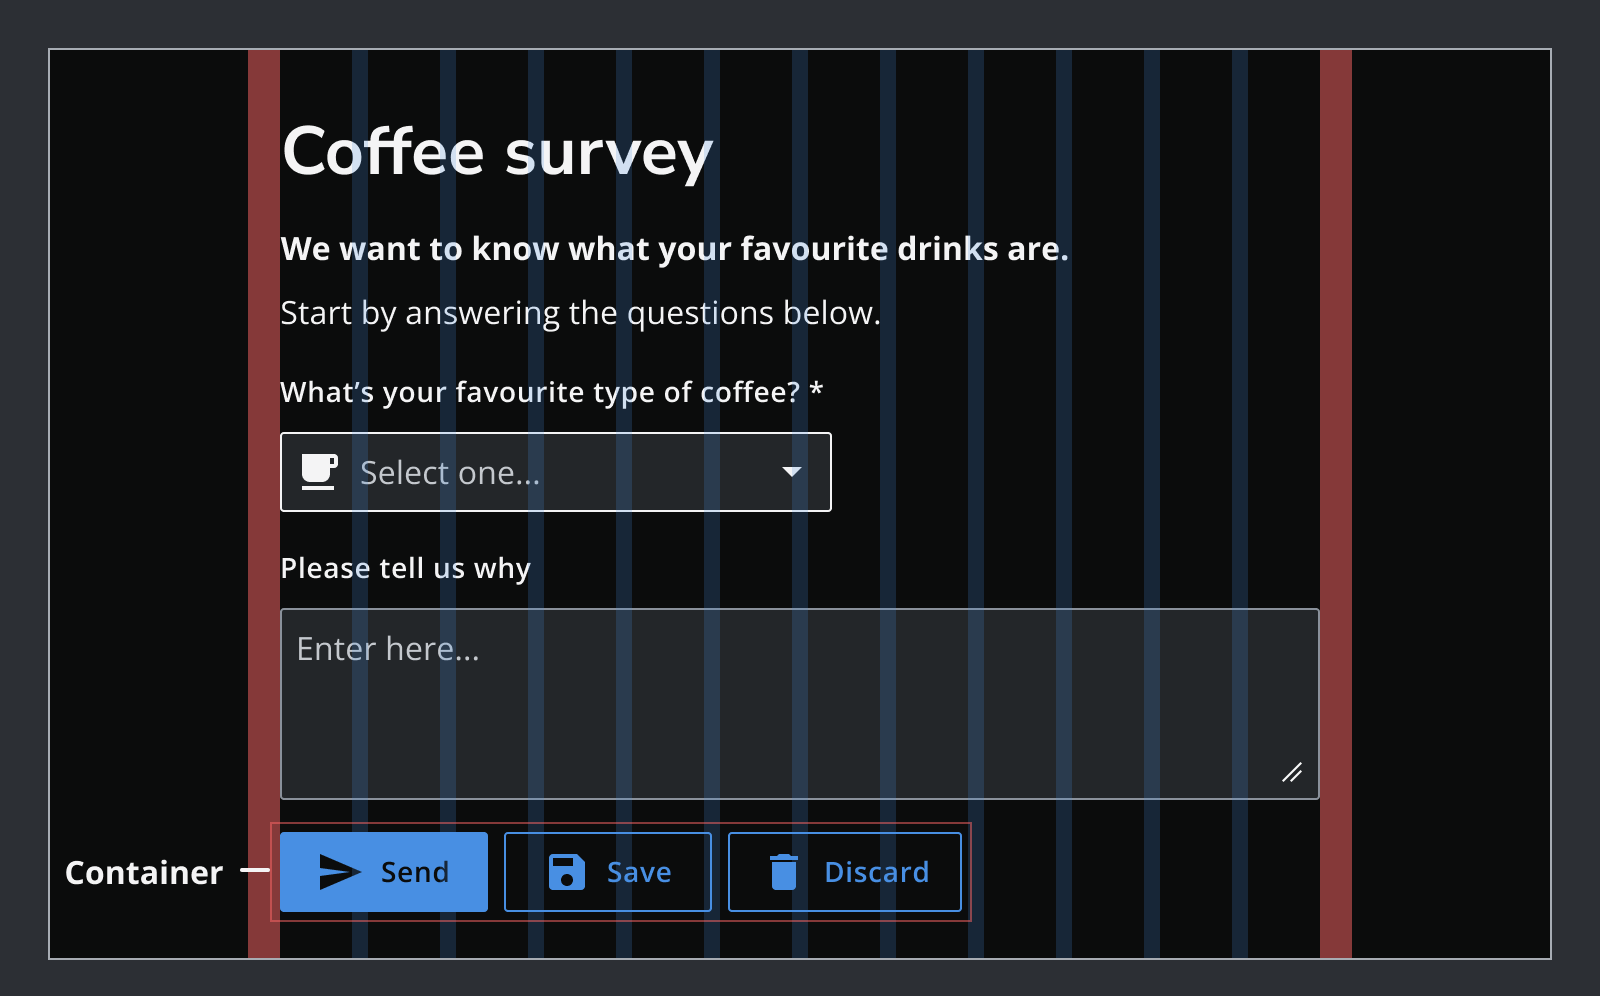 Coffee survey
We want to know what your favourite drinks are.
Start by answering the questions below.
What’s your favourite type of coffee? *
Select one...
Please tell us why
Enter here...
Container
Send
Save
Discard